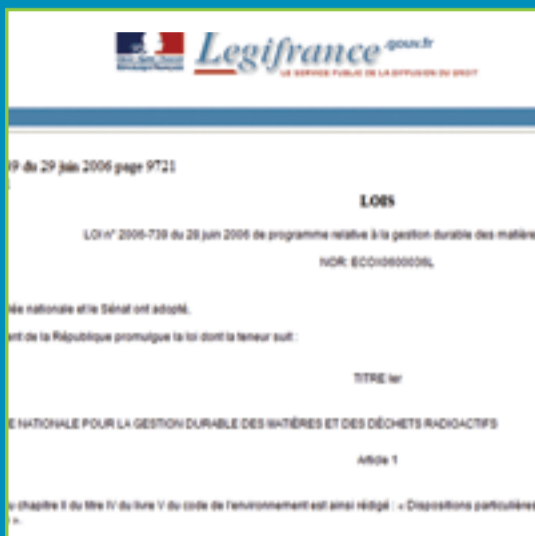 Legifrance .gouv.fr
LE SERVICE PUBLIC DE LA DIFFUSION DU DROIT
9 du 29 juin 2006 page 9721
LOIS
LOI n° 2006-739 du 28 juin 2006 de programme relative à la gestion durable des matière
NOR: ECOX0600036L
ée nationale et le Sénat ont adopté,
ent de la République promulgue la loi dont la teneur suit :
TITRE Ier
E NATIONALE POUR LA GESTION DURABLE DES MATIÈRES ET DES DÉCHETS RADIOACTIFS
Article 1
u chapitre II du titre IV du livre V du code de l'environnement est ainsi rédigé : « Dispositions particulières
».